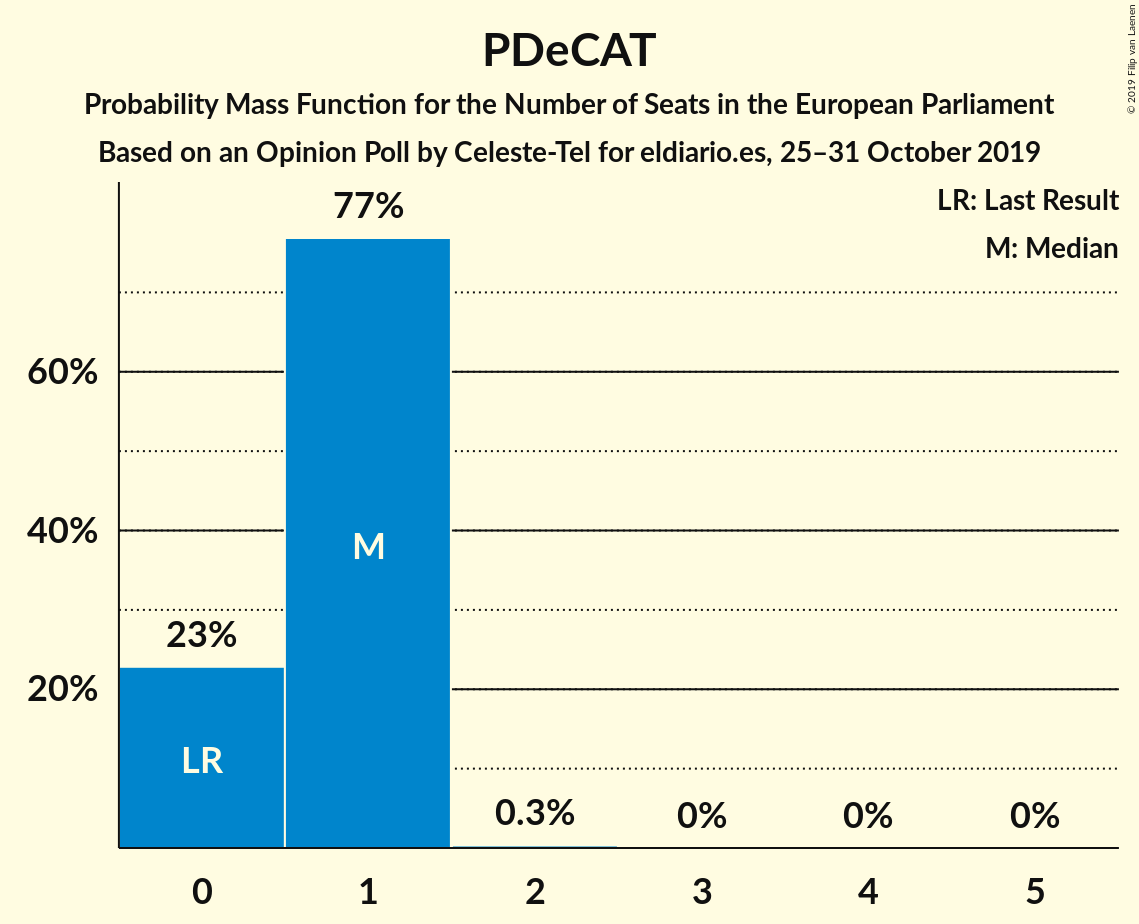 PDeCAT
Probability Mass Function for the Number of Seats in the European Parliament
Based on an Opinion Poll by Celeste-Tel for eldiario.es, 25–31 October 2019
© 2019 Filip van Laenen
LR: Last Result
M: Median
77%
60%
40%
M
23%
20%
LR
0.3%
0%
0%
0%
0
1
2
3
4
5